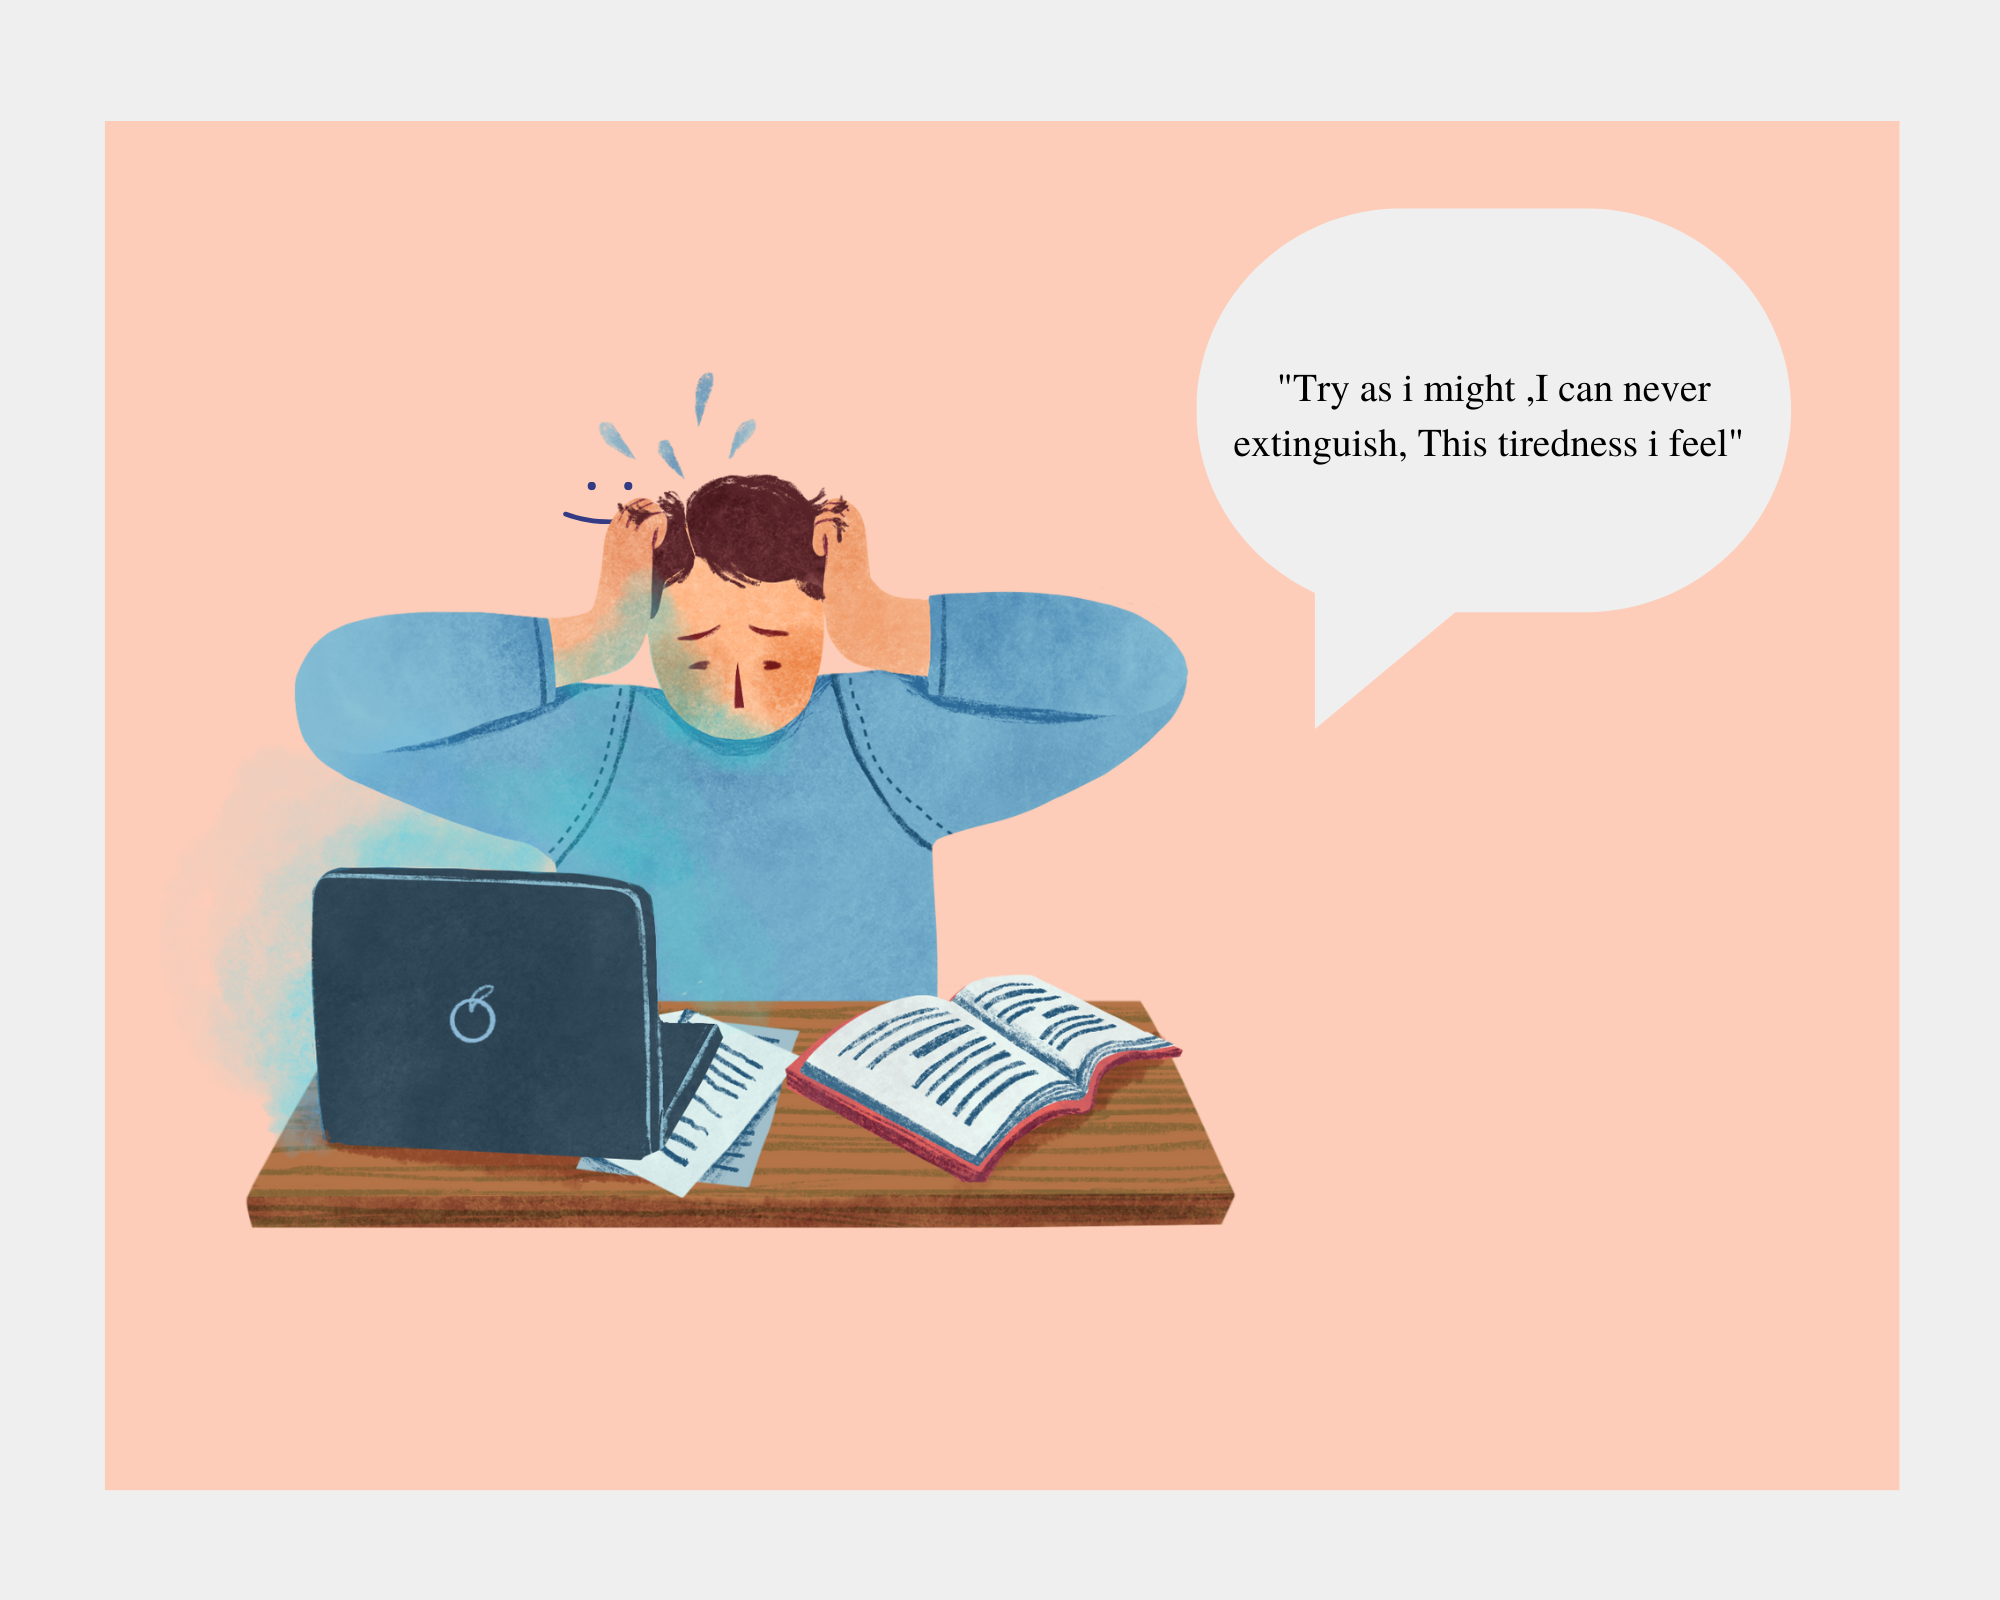 "Try as i might ,I can never
extinguish, This tiredness i feel"